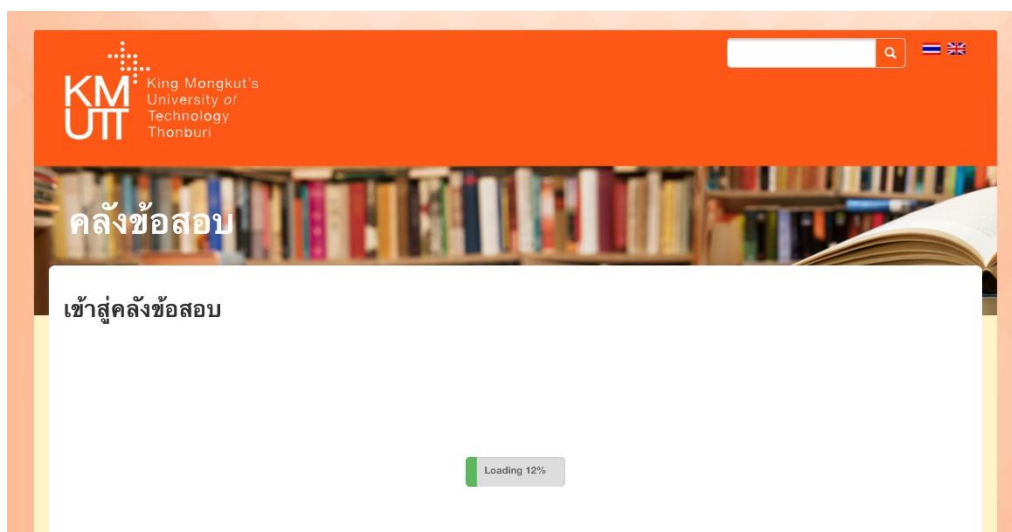 KM
UTT
King Mongkut's
University of
Technology
Thonburi
คลังข้อสอบ
เข้าสู่คลังข้อสอบ
Loading 12%